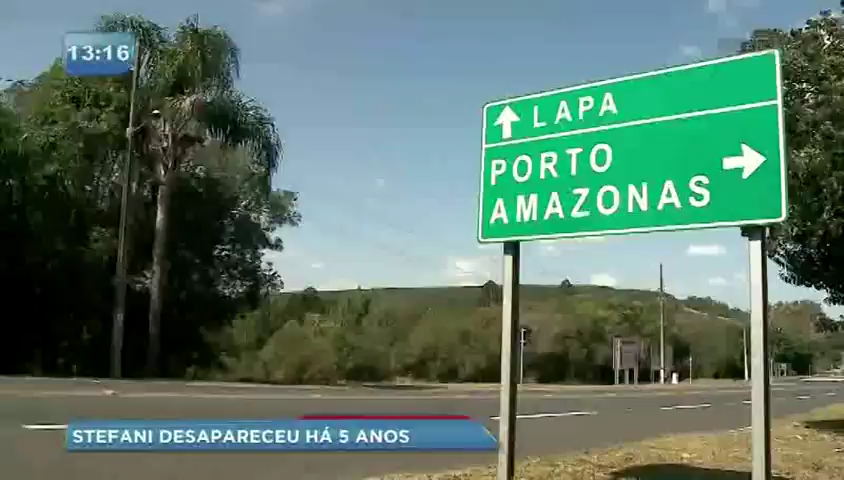 13:16
LAPA
PORTO
AMAZONAS
STEFANI DESAPARECEU HÁ 5 ANOS